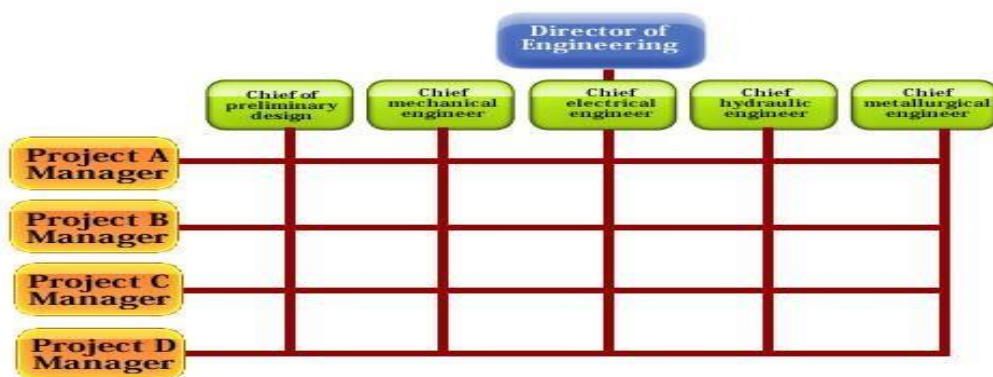 Director of
Engineering
Chief of
preliminary
design
Chief
mechanical
engineer
Chief
electrical
engineer
Chief
hydraulic
engineer
Chief
metallurgical
engineer
Project A
Manager
Project B
Manager
Project C
Manager
Project D
Manager